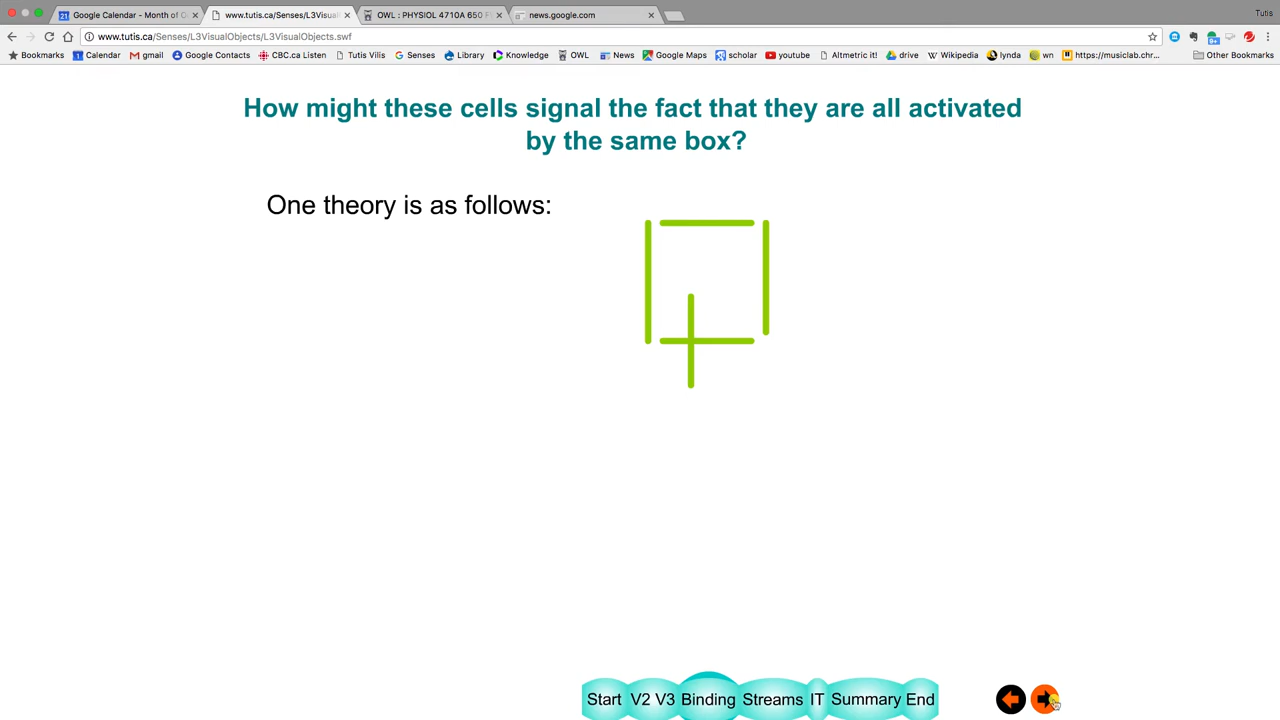 Google Calendar - Month of O
www.tutis.ca/Senses/L3Visual
OWL : PHYSIOL 4710A 650 F
news.google.com
Tutis
www.tutis.ca/Senses/L3VisualObjects/L3VisualObjects.swf
Bookmarks
Calendar
gmail
Google Contacts
CBC.ca Listen
Tutis Vilis
Senses
Library
Knowledge
OWL
News
Google Maps
scholar
youtube
Altmetric it!
drive
Wikipedia
lynda
wn
https://musiclab.chr...
Other Bookmarks
How might these cells signal the fact that they are all activated
by the same box?
One theory is as follows:
Start V2 V3 Binding Streams IT Summary End